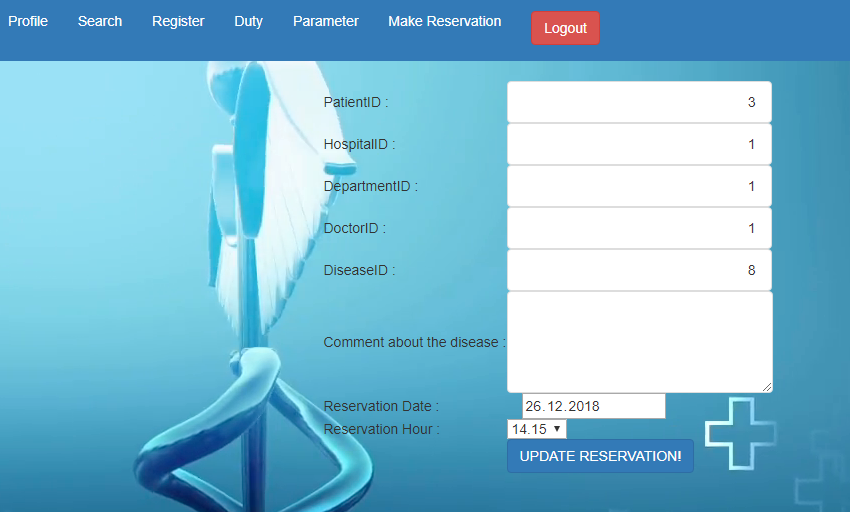 Profile Search Register Duty Parameter Make Reservation Logout
PatientID : 3
HospitalID : 1
DepartmentID : 1
DoctorID : 1
DiseaseID : 8
Comment about the disease :
Reservation Date : 26.12.2018
Reservation Hour : 14.15
UPDATE RESERVATION!